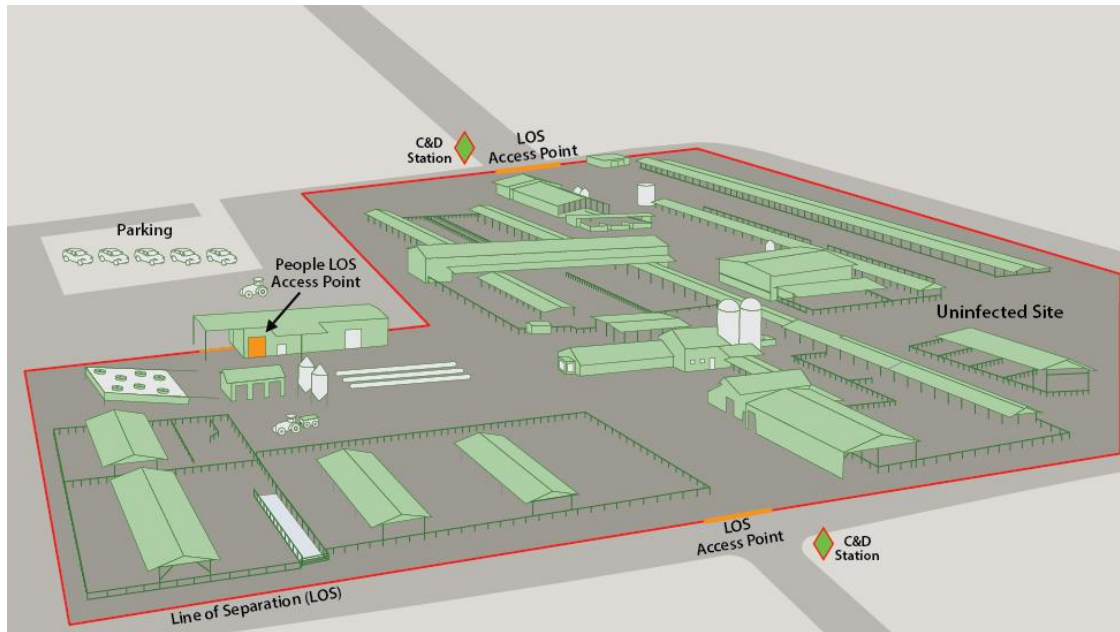 C&D
Station
LOS
Access Point
Parking
People LOS
Access Point
Uninfected Site
LOS
Access Point
C&D
Station
Line of Separation (LOS)